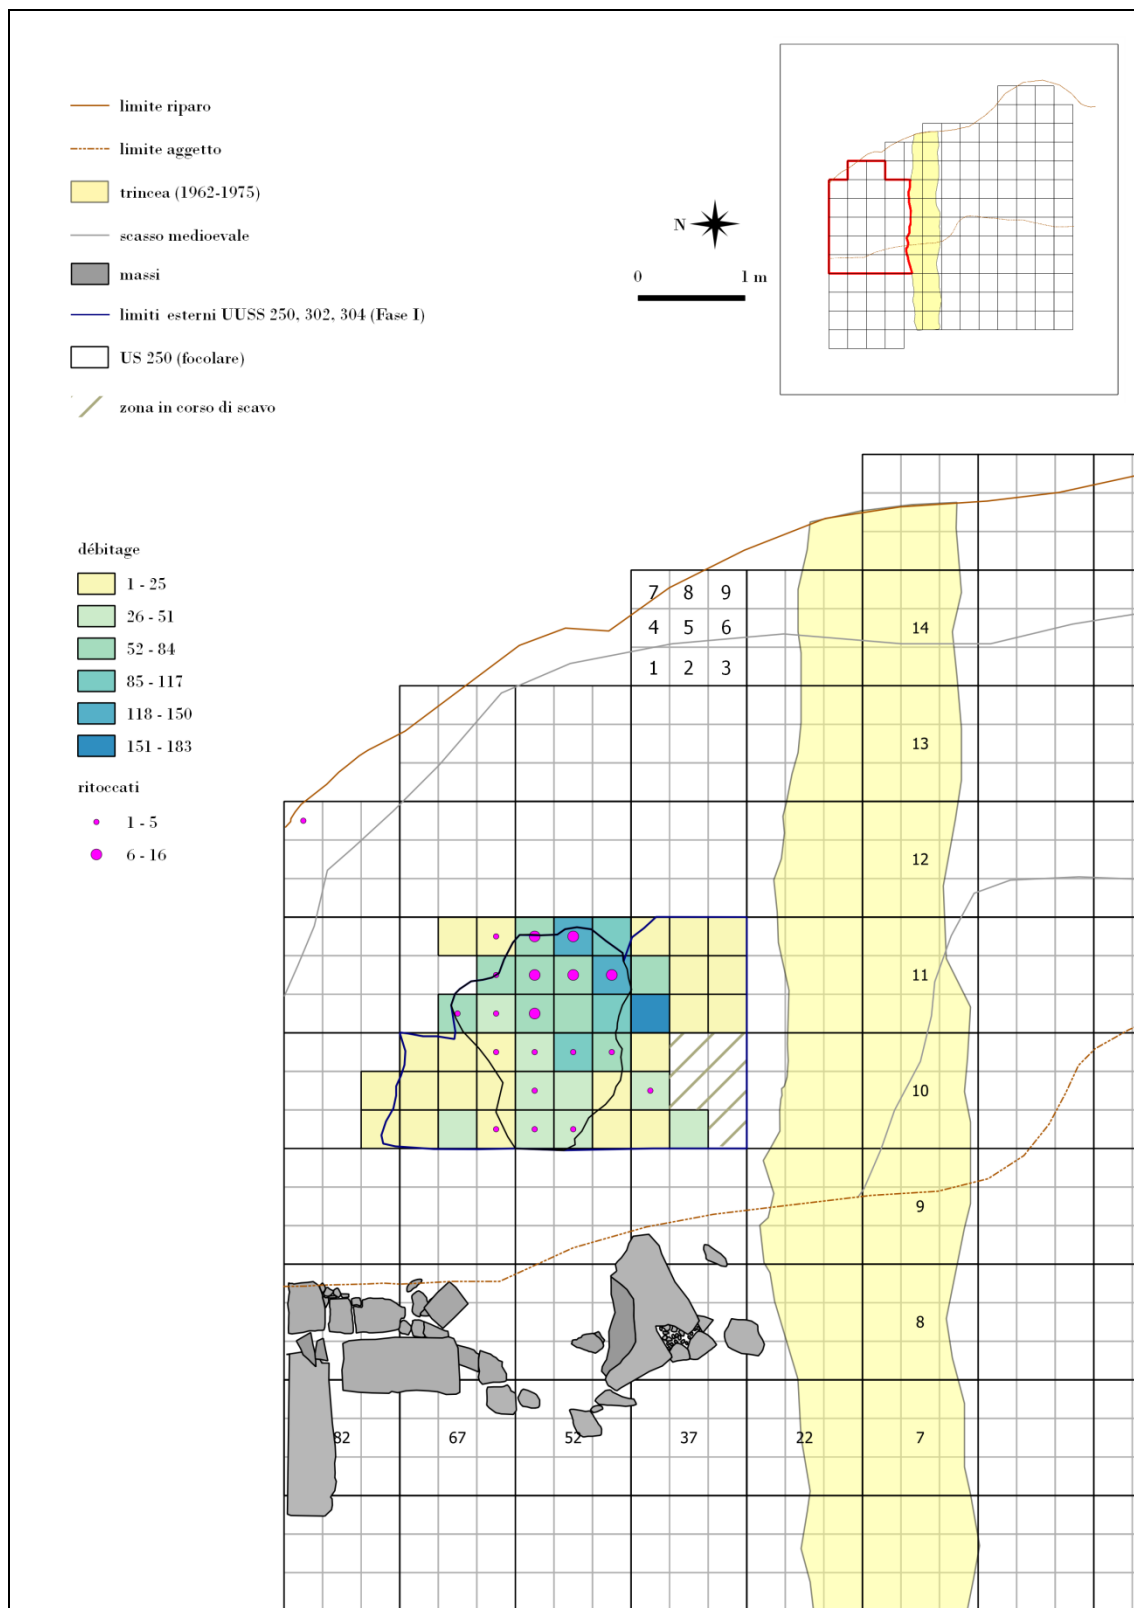 limite riparo
limite aggetto
trincea (1962-1975)
scasso medioevale
massi
limiti esterni UUSS 250, 302, 304 (Fase I)
US 250 (focolare)
zona in corso di scavo
N
0 1 m
débitage
1 - 25
26 - 51
52 - 84
85 - 117
118 - 150
151 - 183
ritoccati
1 - 5
6 - 16
7 8 9
4 5 6
1 2 3
14
13
12
11
10
9
8
82 67 52 37 22 7